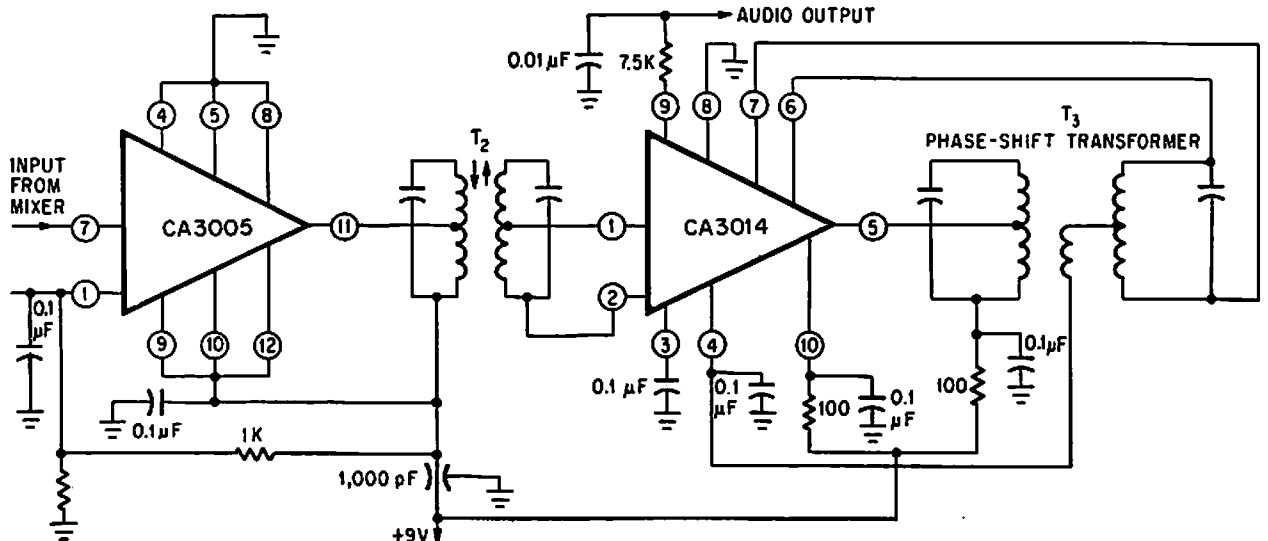 AUDIO OUTPUT
0.01 µF
7.5K
4
5
8
9
8
7
6
T3
PHASE-SHIFT TRANSFORMER
INPUT
FROM
MIXER
T2
7
CA3005
11
1
CA3014
5
1
2
0.1
µF
9
10
12
3
4
10
0.1 µF
0.1
µF
100
0.1
µF
100
0.1µF
0.1µF
1K
1,000 pF
+9V